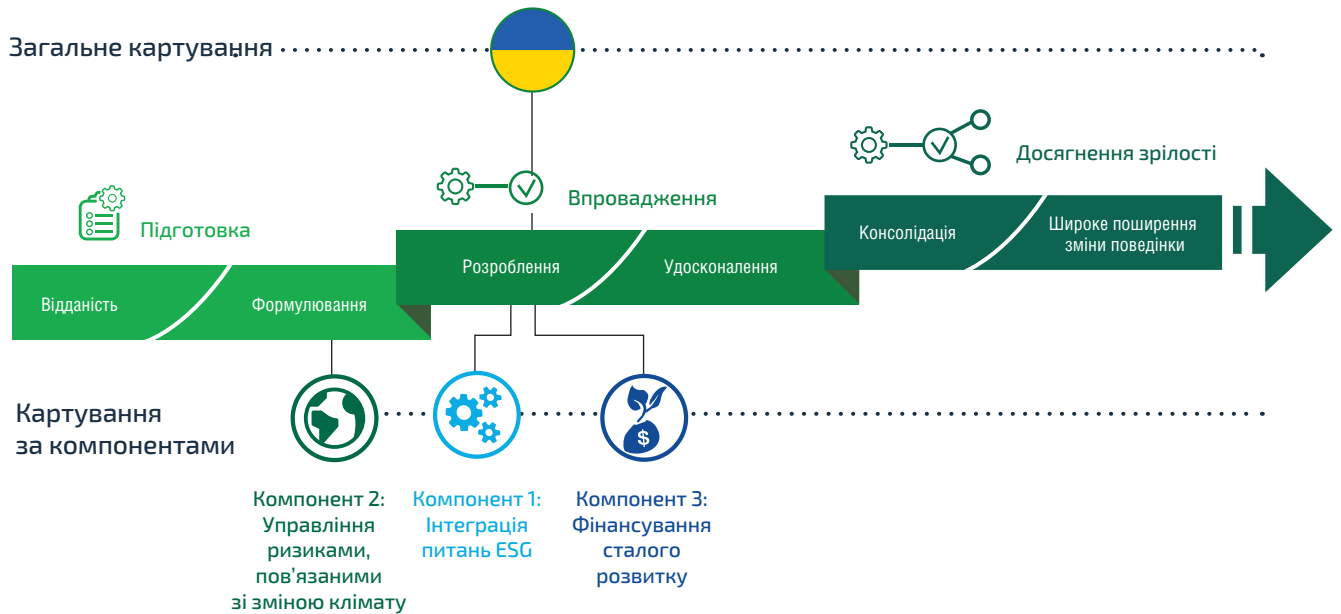 Загальне картування
Досягнення зрілості
Впровадження
Підготовка
Консолідація
Широке поширення
зміни поведінки
Розроблення
Удосконалення
Відданість
Формулювання
Картування
за компонентами
$
Компонент 2:
Управління
ризиками,
пов’язаними
зі зміною клімату
Компонент 1:
Інтеграція
питань ESG
Компонент 3:
Фінансування
сталого
розвитку